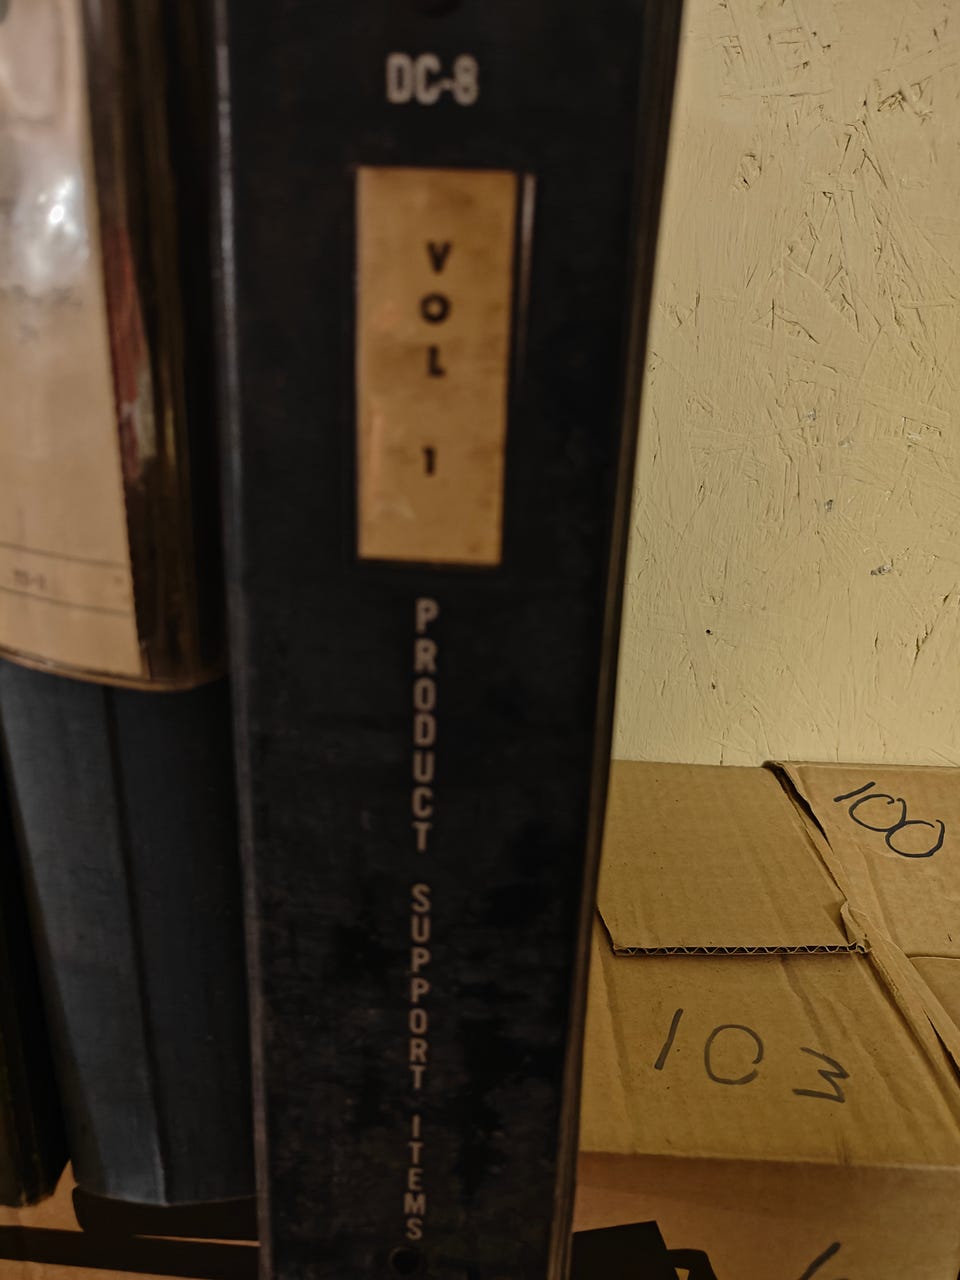 DC-8
VOL 1
PRODUCT SUPPORT ITEMS
100
103